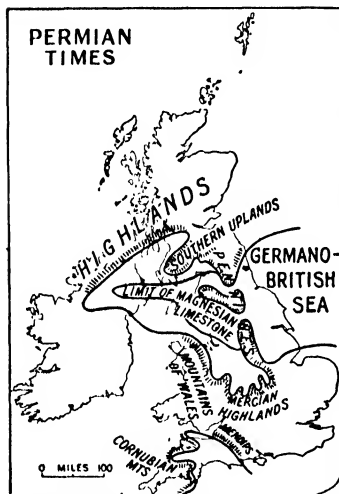 PERMIAN
TIMES
HIGHLANDS
SOUTHERN UPLANDS
GERMANO-
BRITISH
SEA
LIMIT OF MAGNESIAN
LIMESTONE
MOUNTAINS
OF WALES
MERCIAN
HIGHLANDS
MENDIPS
CORNUBIAN
MTS
0 MILES 100